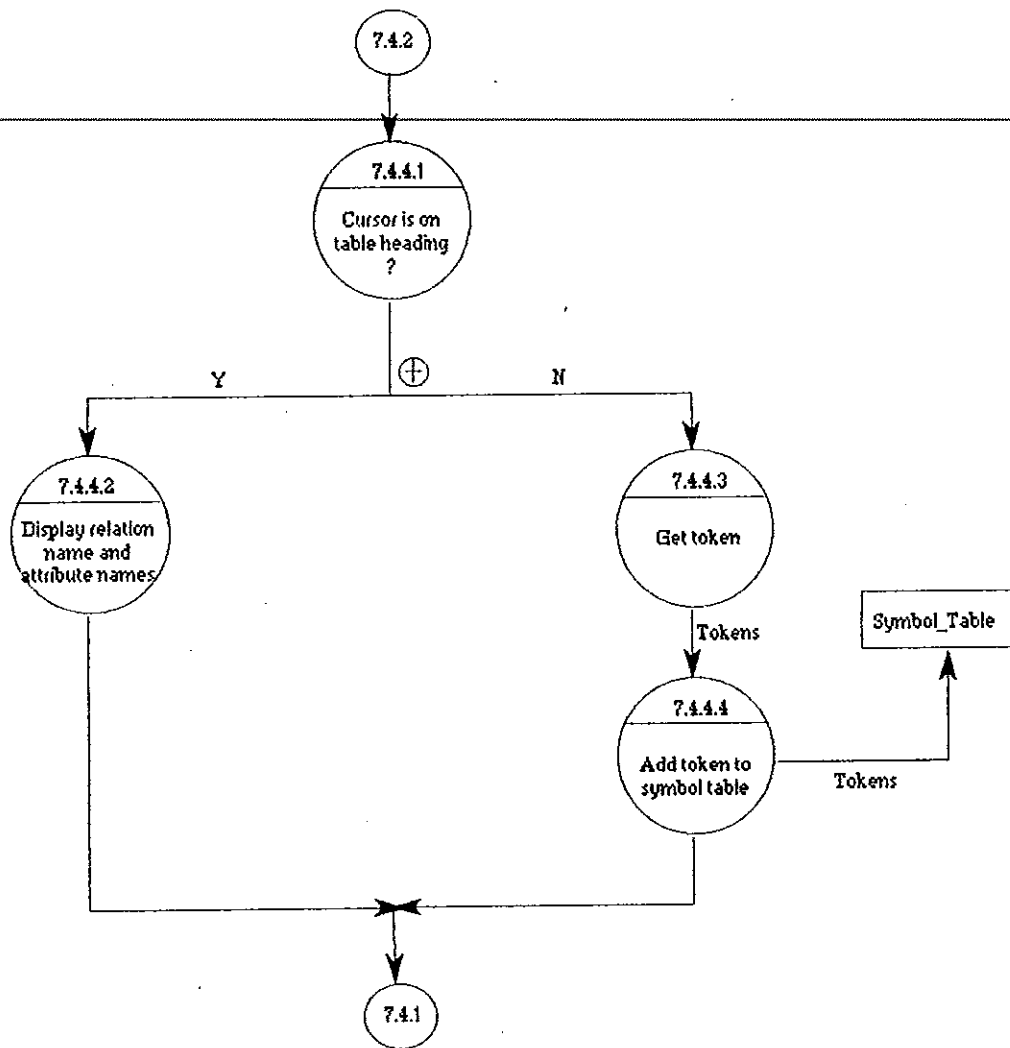 7.4.2
7.4.4.1
Cursor is on
table heading
?
Y
N
7.4.4.2
Display relation
name and
attribute names
7.4.4.3
Get token
Tokens
Symbol_Table
7.4.4.4
Add token to
symbol table
Tokens
7.4.1